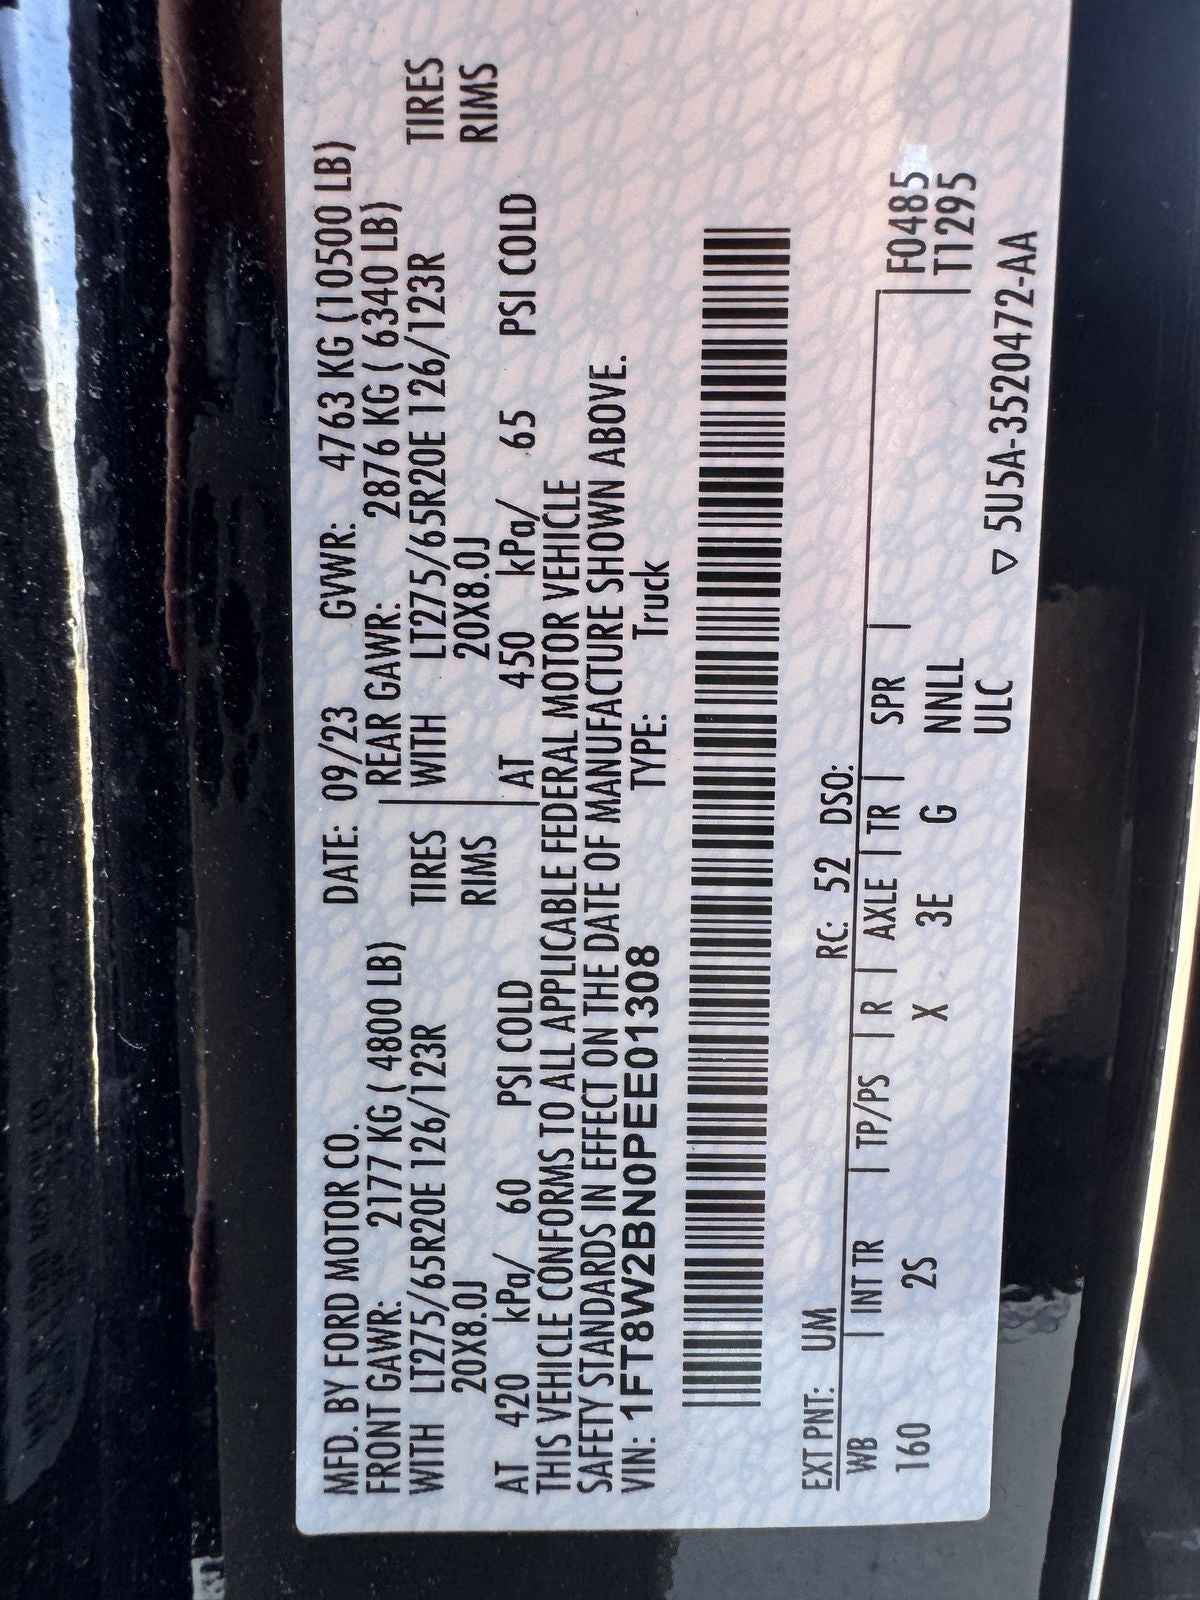 MFD. BY FORD MOTOR CO. DATE: 09/23 GVWR: 4763 KG (10500 LB)
FRONT GAWR: 2177 KG ( 4800 LB) REAR GAWR: 2876 KG ( 6340 LB)
WITH LT275/65R20E 126/123R TIRES WITH LT275/65R20E 126/123R TIRES
20X8.0J RIMS 20X8.0J RIMS
AT 420 kPa/ 60 PSI COLD AT 450 kPa/ 65 PSI COLD
THIS VEHICLE CONFORMS TO ALL APPLICABLE FEDERAL MOTOR VEHICLE
SAFETY STANDARDS IN EFFECT ON THE DATE OF MANUFACTURE SHOWN ABOVE.
VIN: 1FT8W2BN0PEE01308 TYPE: Truck
EXT PNT: UM RC: 52 DSO:
WB | INT TR | TP/PS | R | AXLE | TR | SPR | F0485
160 2S X 3E G NNLL T1295
ULC
▽ 5U5A-3520472-AA